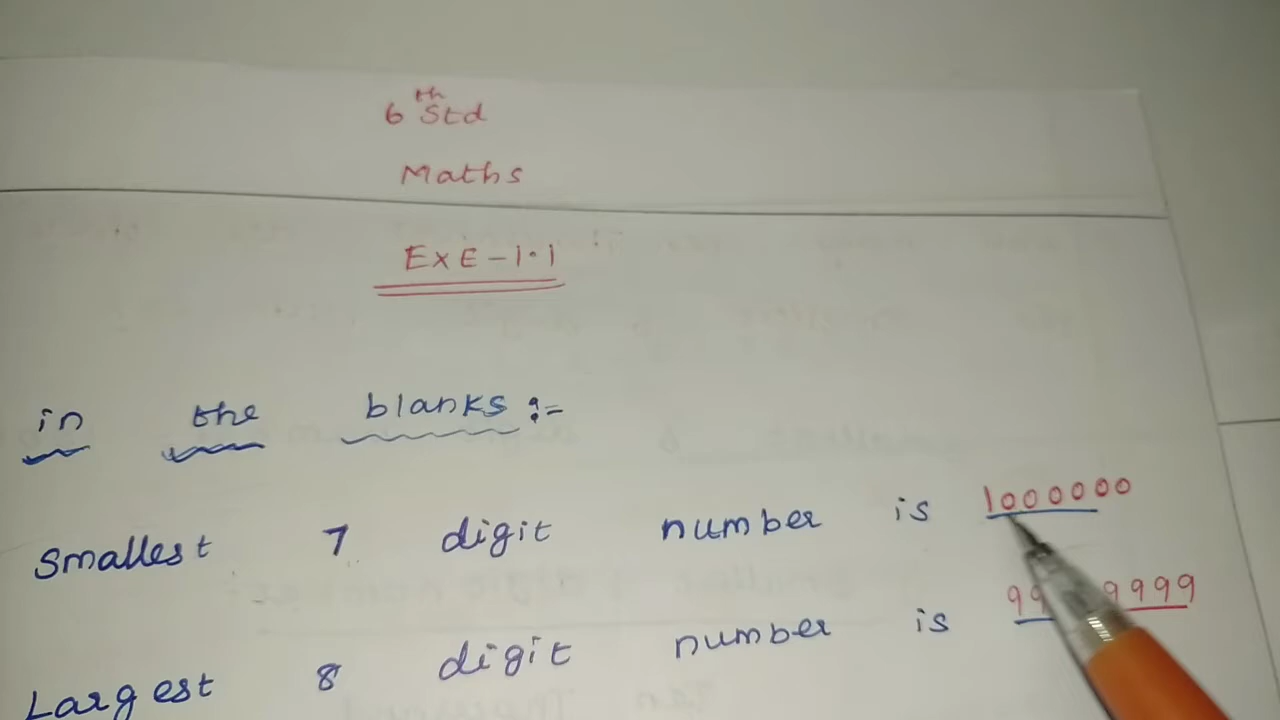 6th Std
Maths
EXE-1.1
in the blanks :-
Smallest 7 digit number is 1000000
Largest 8 digit number is